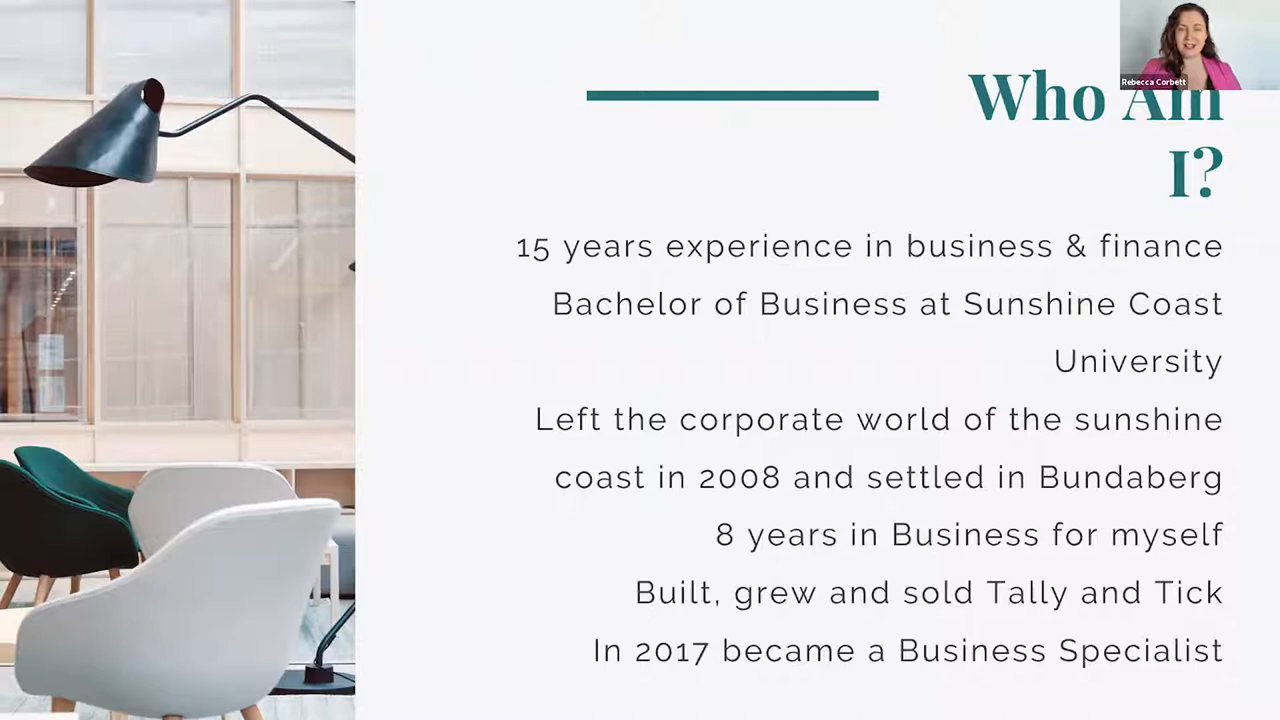 Rebecca Corbett
Who Am
I?
15 years experience in business & finance
Bachelor of Business at Sunshine Coast
University
Left the corporate world of the sunshine
coast in 2008 and settled in Bundaberg
8 years in Business for myself
Built, grew and sold Tally and Tick
In 2017 became a Business Specialist